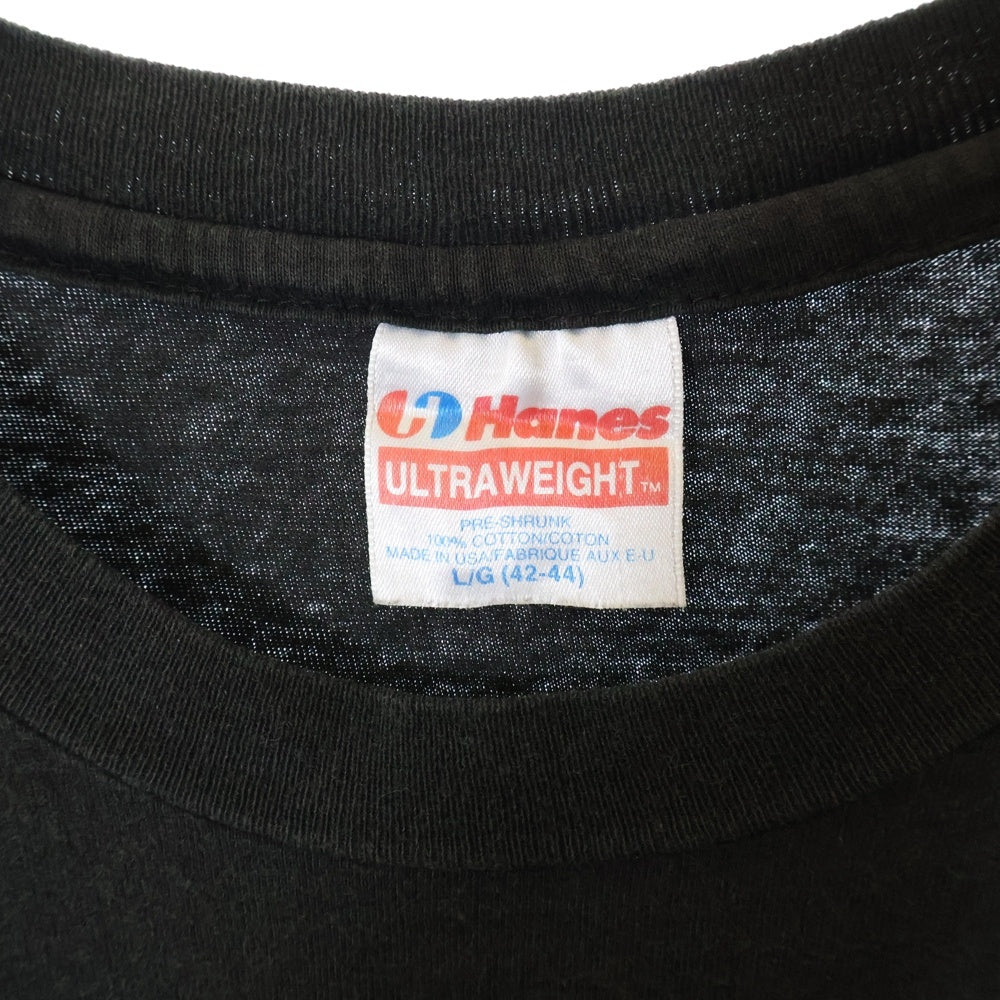 Hanes
ULTRAWEIGHT™
PRE-SHRUNK
100% COTTON/COTON
MADE IN USA/FABRIQUE AUX E-U
L/G (42-44)